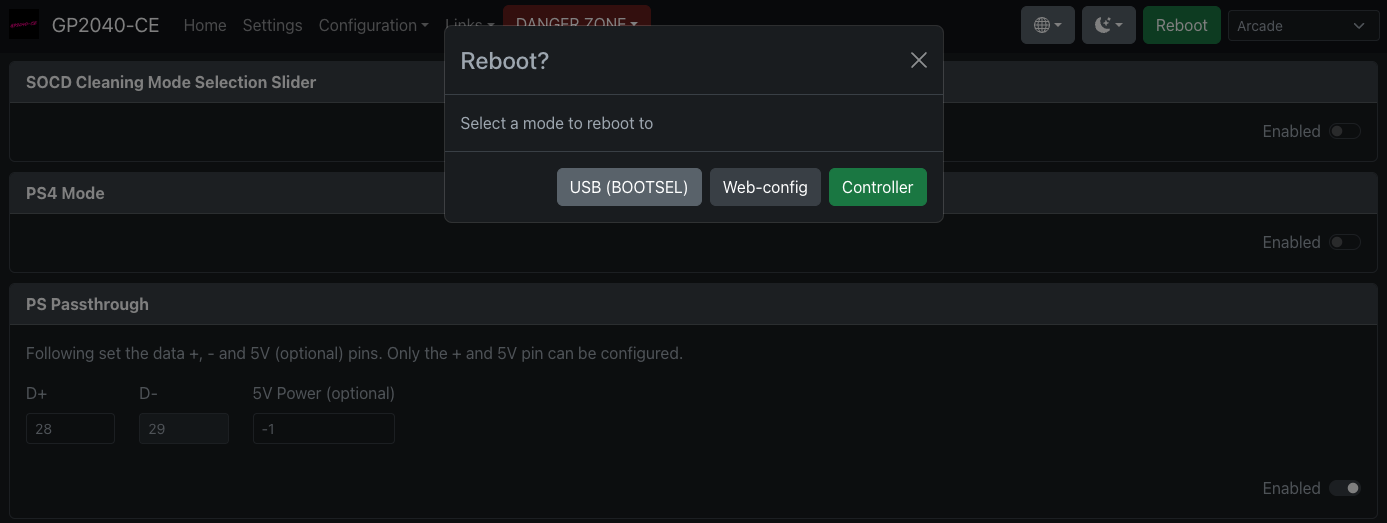 GP2040-CE Home Settings Configuration Links DANGER ZONE Reboot Arcade
Reboot?
Select a mode to reboot to
USB (BOOTSEL) Web-config Controller
SOCD Cleaning Mode Selection Slider
Enabled
PS4 Mode
Enabled
PS Passthrough
Following set the data +, - and 5V (optional) pins. Only the + and 5V pin can be configured.
D+ D- 5V Power (optional)
28 29 -1
Enabled